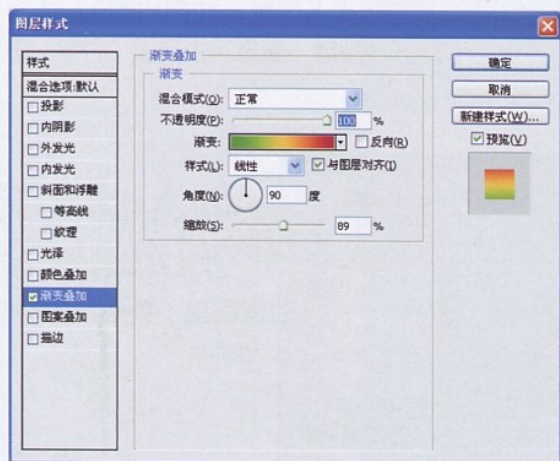 图层样式
样式
混合选项:默认
投影
内阴影
外发光
内发光
斜面和浮雕
等高线
纹理
光泽
颜色叠加
渐变叠加
图案叠加
描边
渐变叠加
渐变
混合模式(O): 正常
不透明度(P): 100 %
渐变: 反向(R)
样式(L): 线性 与图层对齐(I)
角度(N): 90 度
缩放(S): 89 %
确定
取消
新建样式(W)...
预览(V)